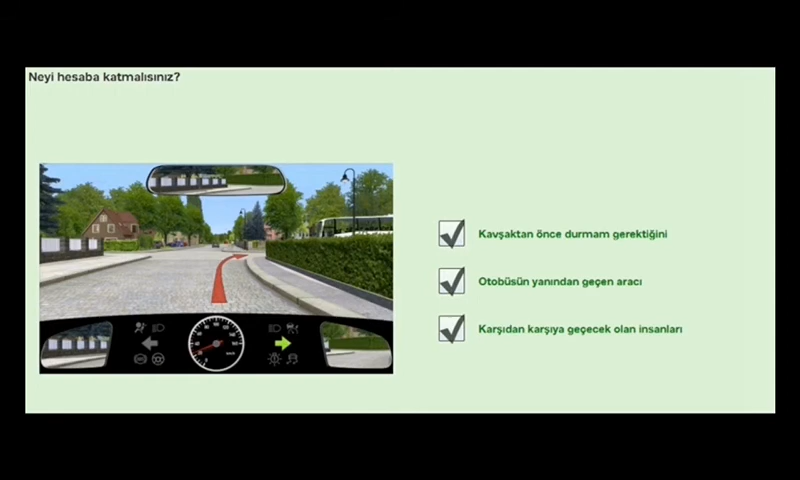 Neyi hesaba katmalısınız?
Kavşaktan önce durmam gerektiğini
Otobüsün yanından geçen aracı
Karşıdan karşıya geçecek olan insanları